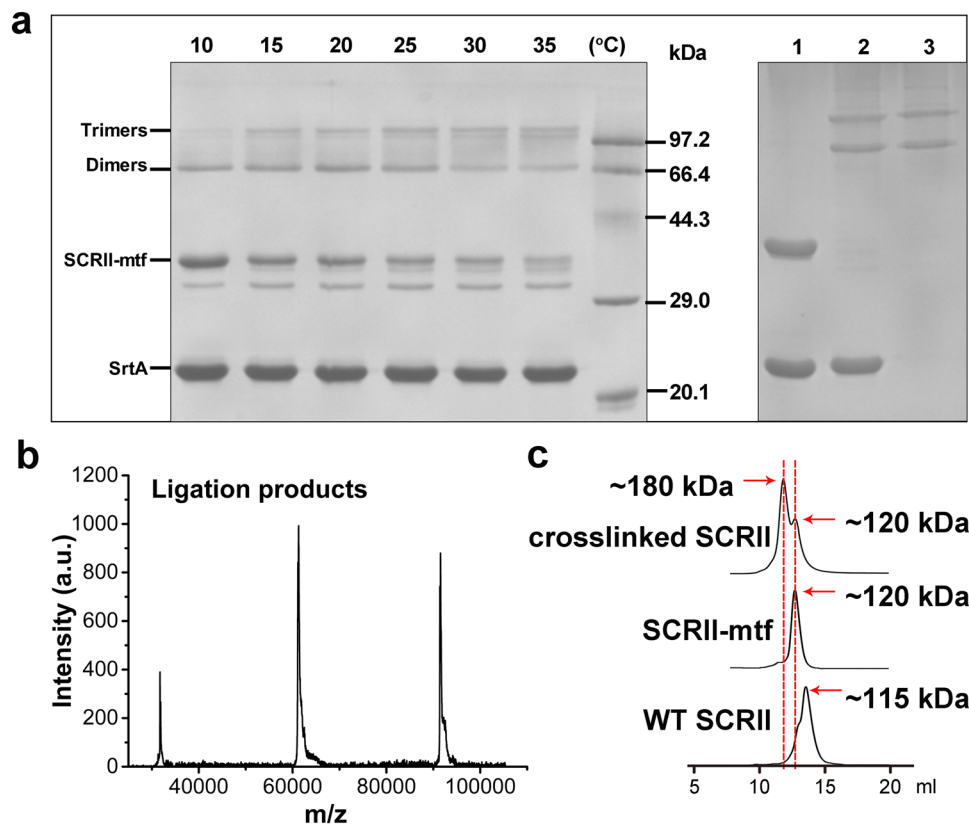 a
10 15 20 25 30 35 (°C) kDa
1 2 3
Trimers
97.2
Dimers
66.4
44.3
SCRII-mtf
29.0
SrtA
20.1
b
Ligation products
Intensity (a.u.)
1200
1000
800
600
400
200
0
40000 60000 80000 100000
m/z
c
~180 kDa
~120 kDa
crosslinked SCRII
~120 kDa
SCRII-mtf
~115 kDa
WT SCRII
5 10 15 20 ml